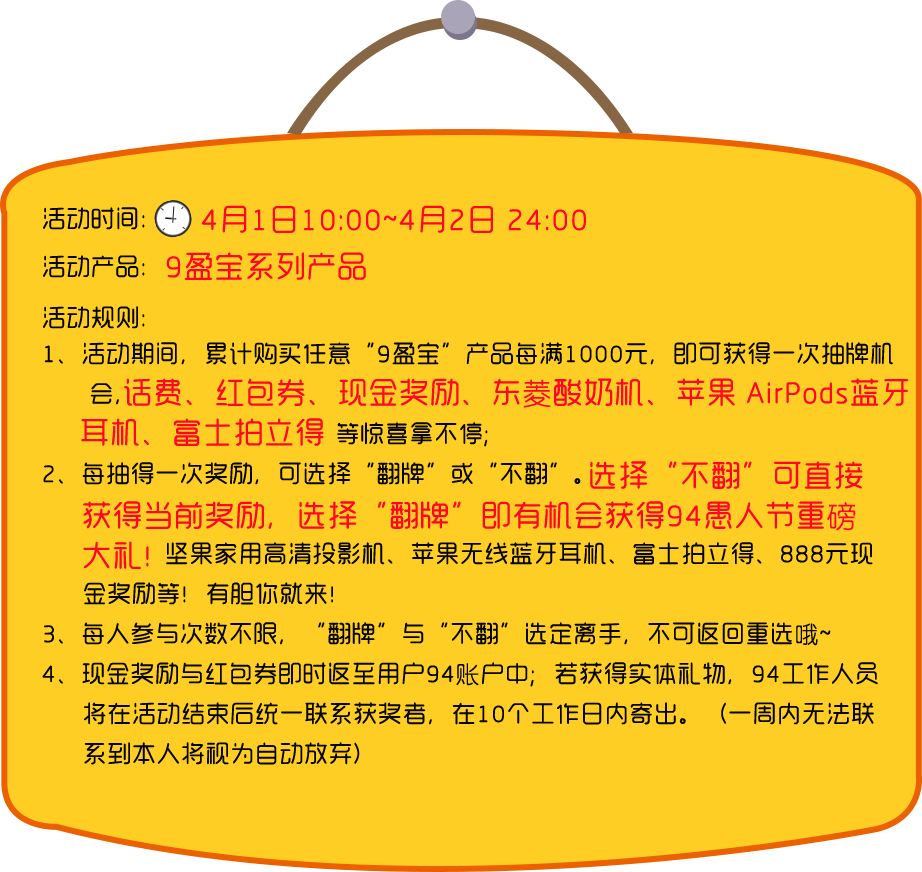 活动时间: 4月1日10:00~4月2日 24:00
活动产品: 9盈宝系列产品
活动规则:
1、活动期间，累计购买任意“9盈宝”产品每满1000元，即可获得一次抽牌机
会,话费、红包券、现金奖励、东菱酸奶机、苹果 AirPods蓝牙
耳机、富士拍立得 等惊喜拿不停;
2、每抽得一次奖励，可选择“翻牌”或“不翻”。选择“不翻”可直接
获得当前奖励，选择“翻牌”即有机会获得94愚人节重磅
大礼! 坚果家用高清投影机、苹果无线蓝牙耳机、富士拍立得、888元现
金奖励等! 有胆你就来!
3、每人参与次数不限，“翻牌”与“不翻”选定离手，不可返回重选哦~
4、现金奖励与红包券即时返至用户94账户中; 若获得实体礼物，94工作人员
将在活动结束后统一联系获奖者，在10个工作日内寄出。（一周内无法联
系到本人将视为自动放弃）